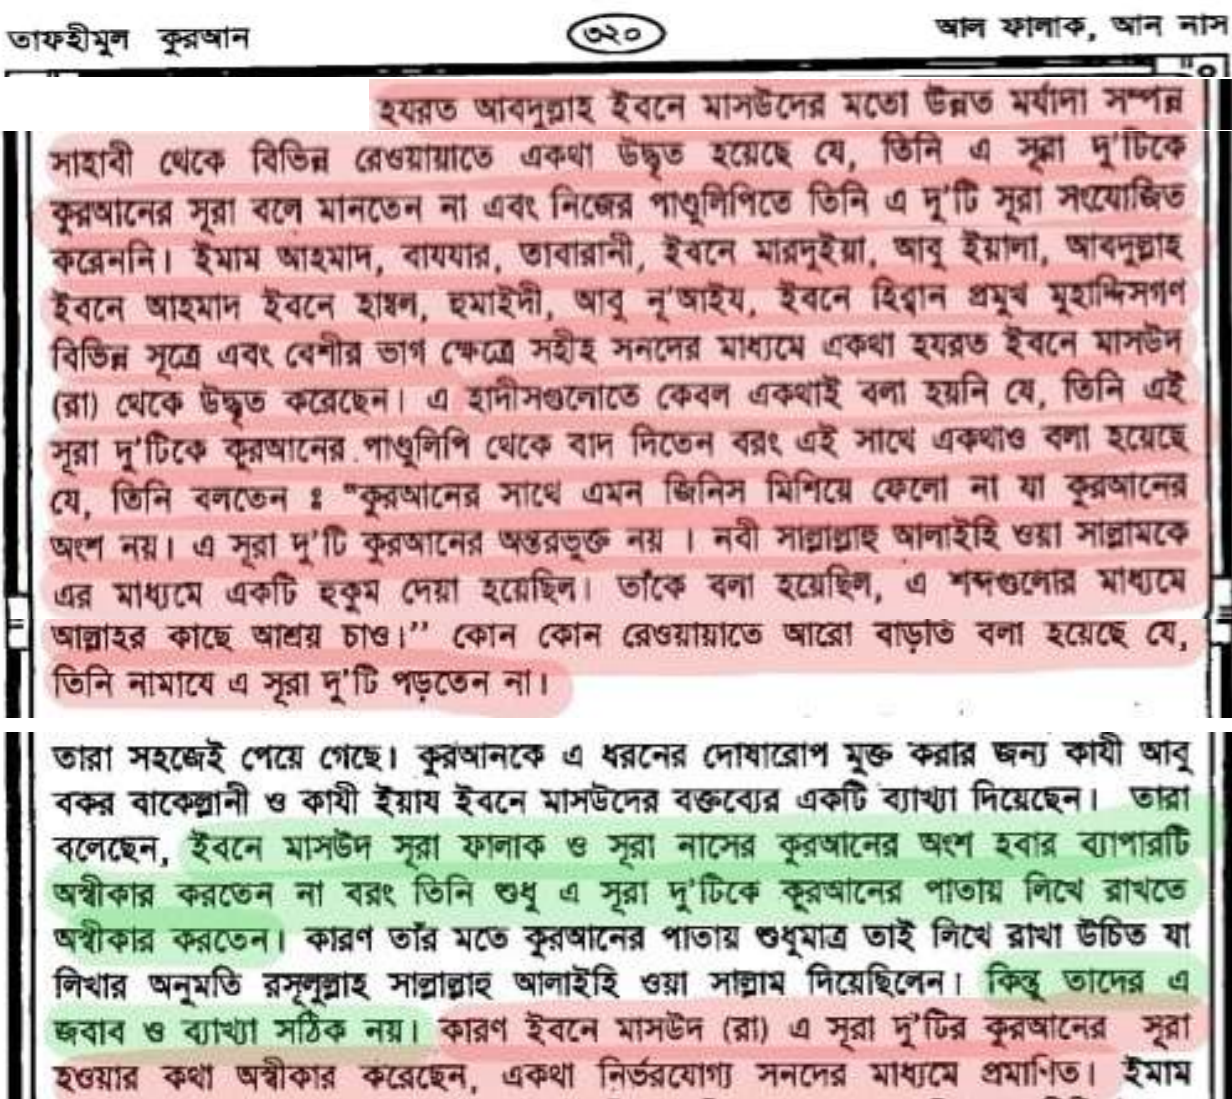 তাফহীমুল কুরআন
৩২০
আল ফালাক, আন নাস
হযরত আবদুল্লাহ ইবনে মাসউদের মতো উন্নত মর্যাদা সম্পন্ন
সাহাবী থেকে বিভিন্ন রেওয়ায়াতে একথা উদ্ধৃত হয়েছে যে, তিনি এ সূরা দু'টিকে
কুরআনের সূরা বলে মানতেন না এবং নিজের পাণ্ডুলিপিতে তিনি এ দু'টি সূরা সংযোজিত
করেননি। ইমাম আহমাদ, বাযযার, তাবারানী, ইবনে মারদুইয়া, আবু ইয়ালা, আবদুল্লাহ
ইবনে আহমাদ ইবনে হাম্বল, হুমাইদী, আবু নু'আইয, ইবনে হিব্বান প্রমুখ মুহাদ্দিসগণ
বিভিন্ন সূত্রে এবং বেশীর ভাগ ক্ষেত্রে সহীহ সনদের মাধ্যমে একথা হযরত ইবনে মাসউদ
(রা) থেকে উদ্ধৃত করেছেন। এ হাদীসগুলোতে কেবল একথাই বলা হয়নি যে, তিনি এই
সূরা দু'টিকে কুরআনের পাণ্ডুলিপি থেকে বাদ দিতেন বরং এই সাথে একথাও বলা হয়েছে
যে, তিনি বলতেন ঃ "কুরআনের সাথে এমন জিনিস মিশিয়ে ফেলো না যা কুরআনের
অংশ নয়। এ সূরা দু'টি কুরআনের অন্তরভুক্ত নয় । নবী সাল্লাল্লাহু আলাইহি ওয়া সাল্লামকে
এর মাধ্যমে একটি হুকুম দেয়া হয়েছিল। তাঁকে বলা হয়েছিল, এ শব্দগুলোর মাধ্যমে
আল্লাহর কাছে আশ্রয় চাও।'' কোন কোন রেওয়ায়াতে আরো বাড়তি বলা হয়েছে যে,
তিনি নামাযে এ সূরা দু'টি পড়তেন না।
তারা সহজেই পেয়ে গেছে। কুরআনকে এ ধরনের দোষারোপ মুক্ত করার জন্য কাযী আবু
বকর বাকেল্লানী ও কাযী ইয়ায ইবনে মাসউদের বক্তব্যের একটি ব্যাখ্যা দিয়েছেন। তারা
বলেছেন, ইবনে মাসউদ সূরা ফালাক ও সূরা নাসের কুরআনের অংশ হবার ব্যাপারটি
অস্বীকার করতেন না বরং তিনি শুধু এ সূরা দু'টিকে কুরআনের পাতায় লিখে রাখতে
অস্বীকার করতেন। কারণ তাঁর মতে কুরআনের পাতায় শুধুমাত্র তাই লিখে রাখা উচিত যা
লিখার অনুমতি রসূলুল্লাহ সাল্লাল্লাহু আলাইহি ওয়া সাল্লাম দিয়েছিলেন। কিন্তু তাদের এ
জবাব ও ব্যাখ্যা সঠিক নয়। কারণ ইবনে মাসউদ (রা) এ সূরা দু'টির কুরআনের সূরা
হওয়ার কথা অস্বীকার করেছেন, একথা নির্ভরযোগ্য সনদের মাধ্যমে প্রমাণিত। ইমাম